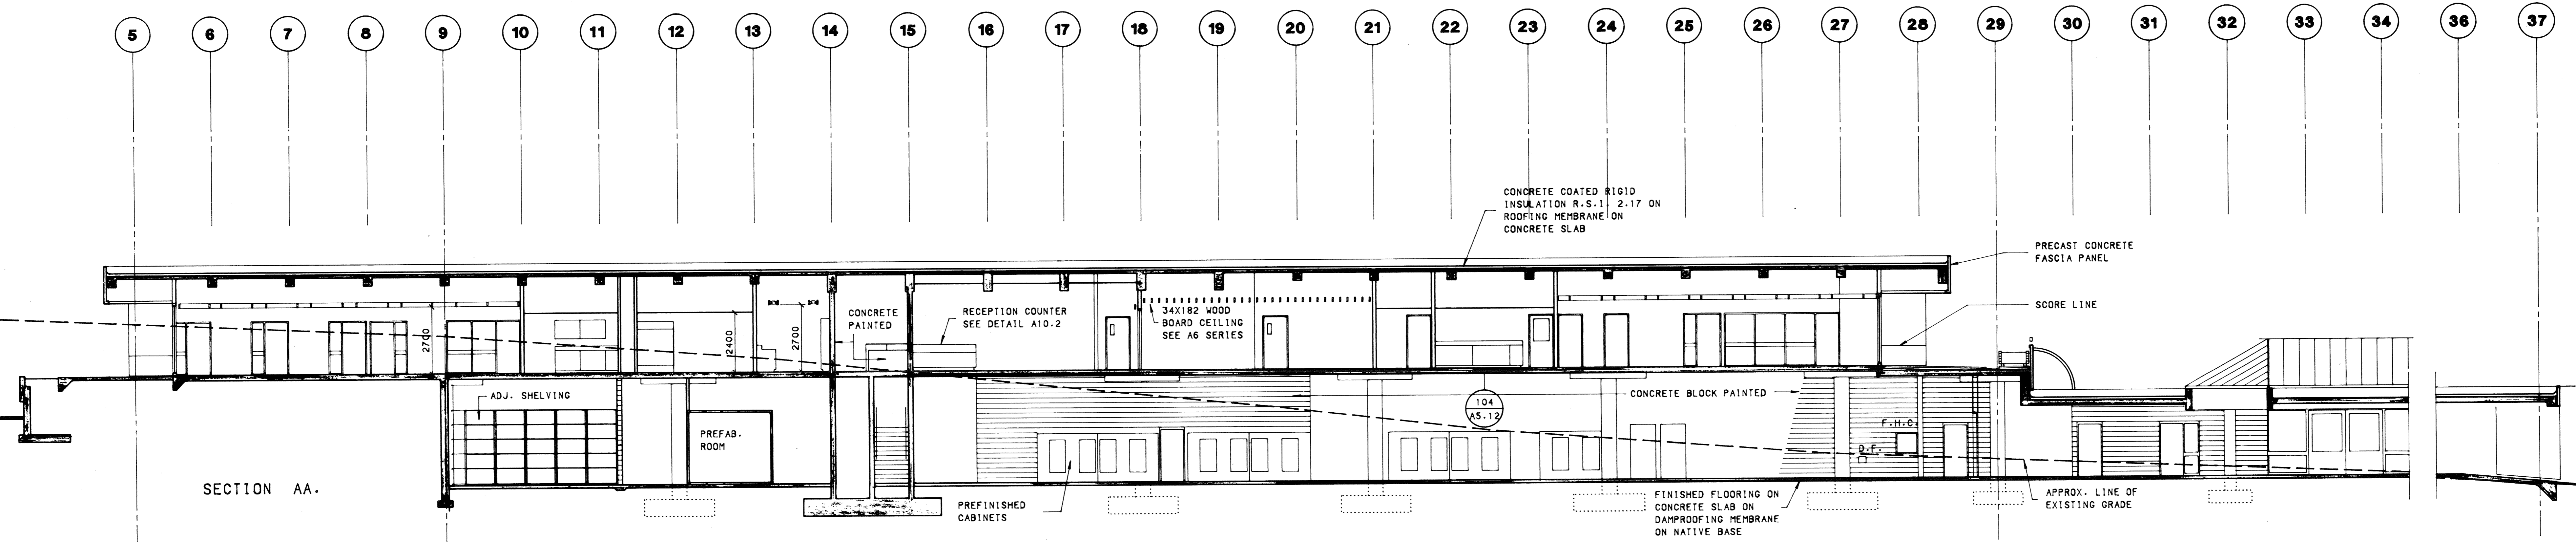 5 6 7 8 9 10 11 12 13 14 15 16 17 18 19 20 21 22 23 24 25 26 27 28 29 30 31 32 33 34 36 37
CONCRETE COATED RIGID
INSULATION R.S.I. 2.17 ON
ROOFING MEMBRANE ON
CONCRETE SLAB
PRECAST CONCRETE
FASCIA PANEL
SCORE LINE
CONCRETE
PAINTED
RECEPTION COUNTER
SEE DETAIL A10.2
34X182 WOOD
BOARD CEILING
SEE A6 SERIES
2700
2400
2700
ADJ. SHELVING
PREFAB.
ROOM
CONCRETE BLOCK PAINTED
104
A5.12
F.H.C.
D.F.
SECTION AA.
PREFINISHED
CABINETS
FINISHED FLOORING ON
CONCRETE SLAB ON
DAMPROOFING MEMBRANE
ON NATIVE BASE
APPROX. LINE OF
EXISTING GRADE